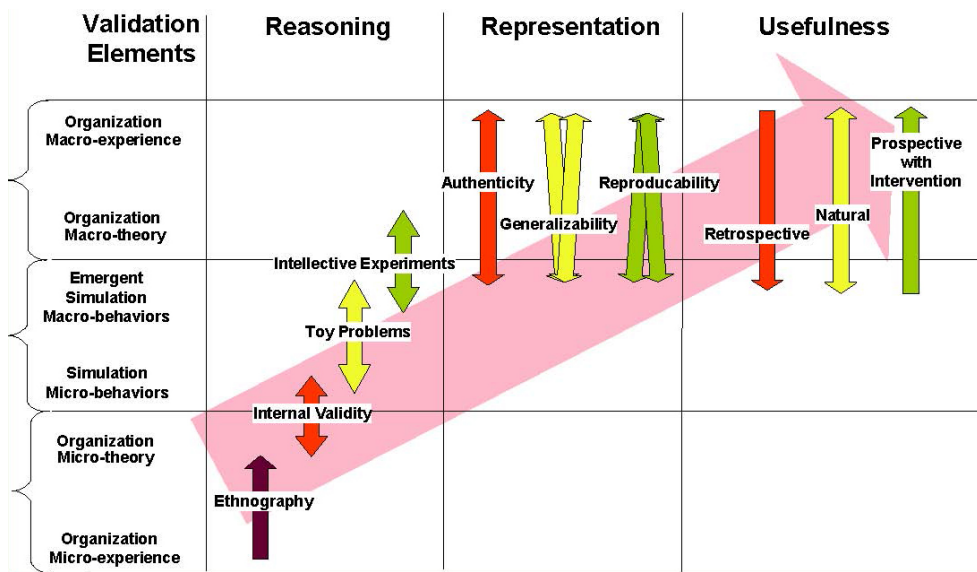 Validation
Elements
Reasoning
Representation
Usefulness
Organization
Macro-experience
Organization
Macro-theory
Emergent
Simulation
Macro-behaviors
Simulation
Micro-behaviors
Organization
Micro-theory
Organization
Micro-experience
Ethnography
Internal Validity
Toy Problems
Intellective Experiments
Authenticity
Generalizability
Reproducability
Retrospective
Natural
Prospective
with
Intervention